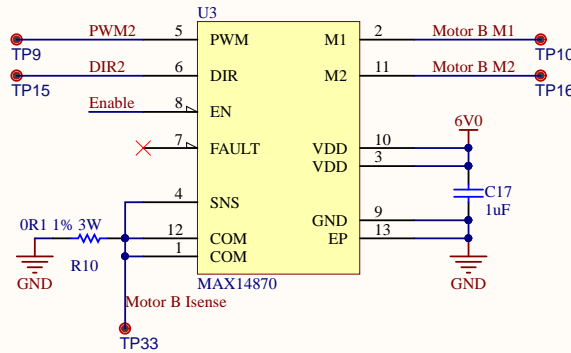 U3
PWM2 5 PWM M1 2 Motor B M1
TP9 TP10
DIR2 6 DIR M2 11 Motor B M2
TP15 TP16
Enable 8 EN
6V0
7 FAULT VDD 10
VDD 3
4 SNS C17
1uF
0R1 1% 3W 12 COM GND 9
1 COM EP 13
R10
GND MAX14870 GND
Motor B Isense
TP33